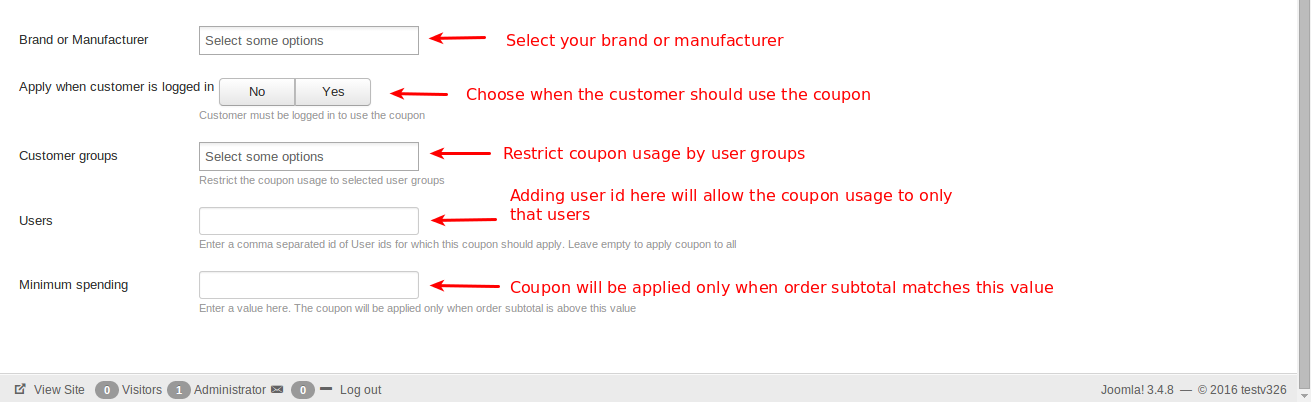 Brand or Manufacturer Select some options Select your brand or manufacturer
Apply when customer is logged in No Yes Choose when the customer should use the coupon
Customer must be logged in to use the coupon
Customer groups Select some options Restrict coupon usage by user groups
Restrict the coupon usage to selected user groups
Adding user id here will allow the coupon usage to only
that users
Users
Enter a comma separated id of User ids for which this coupon should apply. Leave empty to apply coupon to all
Minimum spending Coupon will be applied only when order subtotal matches this value
Enter a value here. The coupon will be applied only when order subtotal is above this value
View Site 0 Visitors 1 Administrator 0 Log out Joomla! 3.4.8 — © 2016 testv326